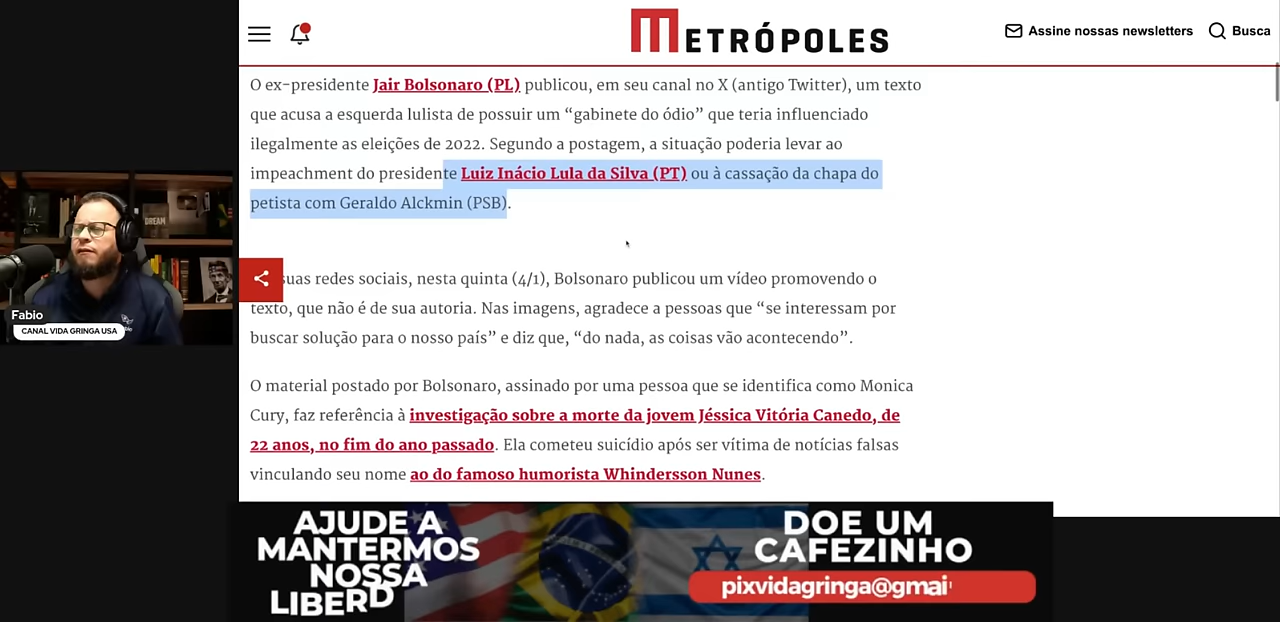 METRÓPOLES
Assine nossas newsletters
Busca
O ex-presidente Jair Bolsonaro (PL) publicou, em seu canal no X (antigo Twitter), um texto
que acusa a esquerda lulista de possuir um “gabinete do ódio” que teria influenciado
ilegalmente as eleições de 2022. Segundo a postagem, a situação poderia levar ao
impeachment do presidente Luiz Inácio Lula da Silva (PT) ou à cassação da chapa do
petista com Geraldo Alckmin (PSB).
suas redes sociais, nesta quinta (4/1), Bolsonaro publicou um vídeo promovendo o
texto, que não é de sua autoria. Nas imagens, agradece a pessoas que “se interessam por
buscar solução para o nosso país” e diz que, “do nada, as coisas vão acontecendo”.
O material postado por Bolsonaro, assinado por uma pessoa que se identifica como Monica
Cury, faz referência à investigação sobre a morte da jovem Jéssica Vitória Canedo, de
22 anos, no fim do ano passado. Ela cometeu suicídio após ser vítima de notícias falsas
vinculando seu nome ao do famoso humorista Whindersson Nunes.
DREAM
Fabio
CANAL VIDA GRINGA USA
AJUDE A
MANTERMOS
NOSSA
LIBERD
DOE UM
CAFEZINHO
pixvidagringa@gmai